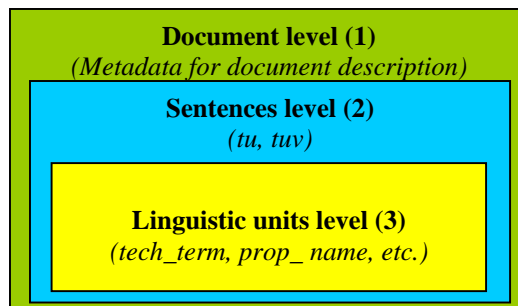 Document level (1)
(Metadata for document description)
Sentences level (2)
(tu, tuv)
Linguistic units level (3)
(tech_term, prop_ name, etc.)